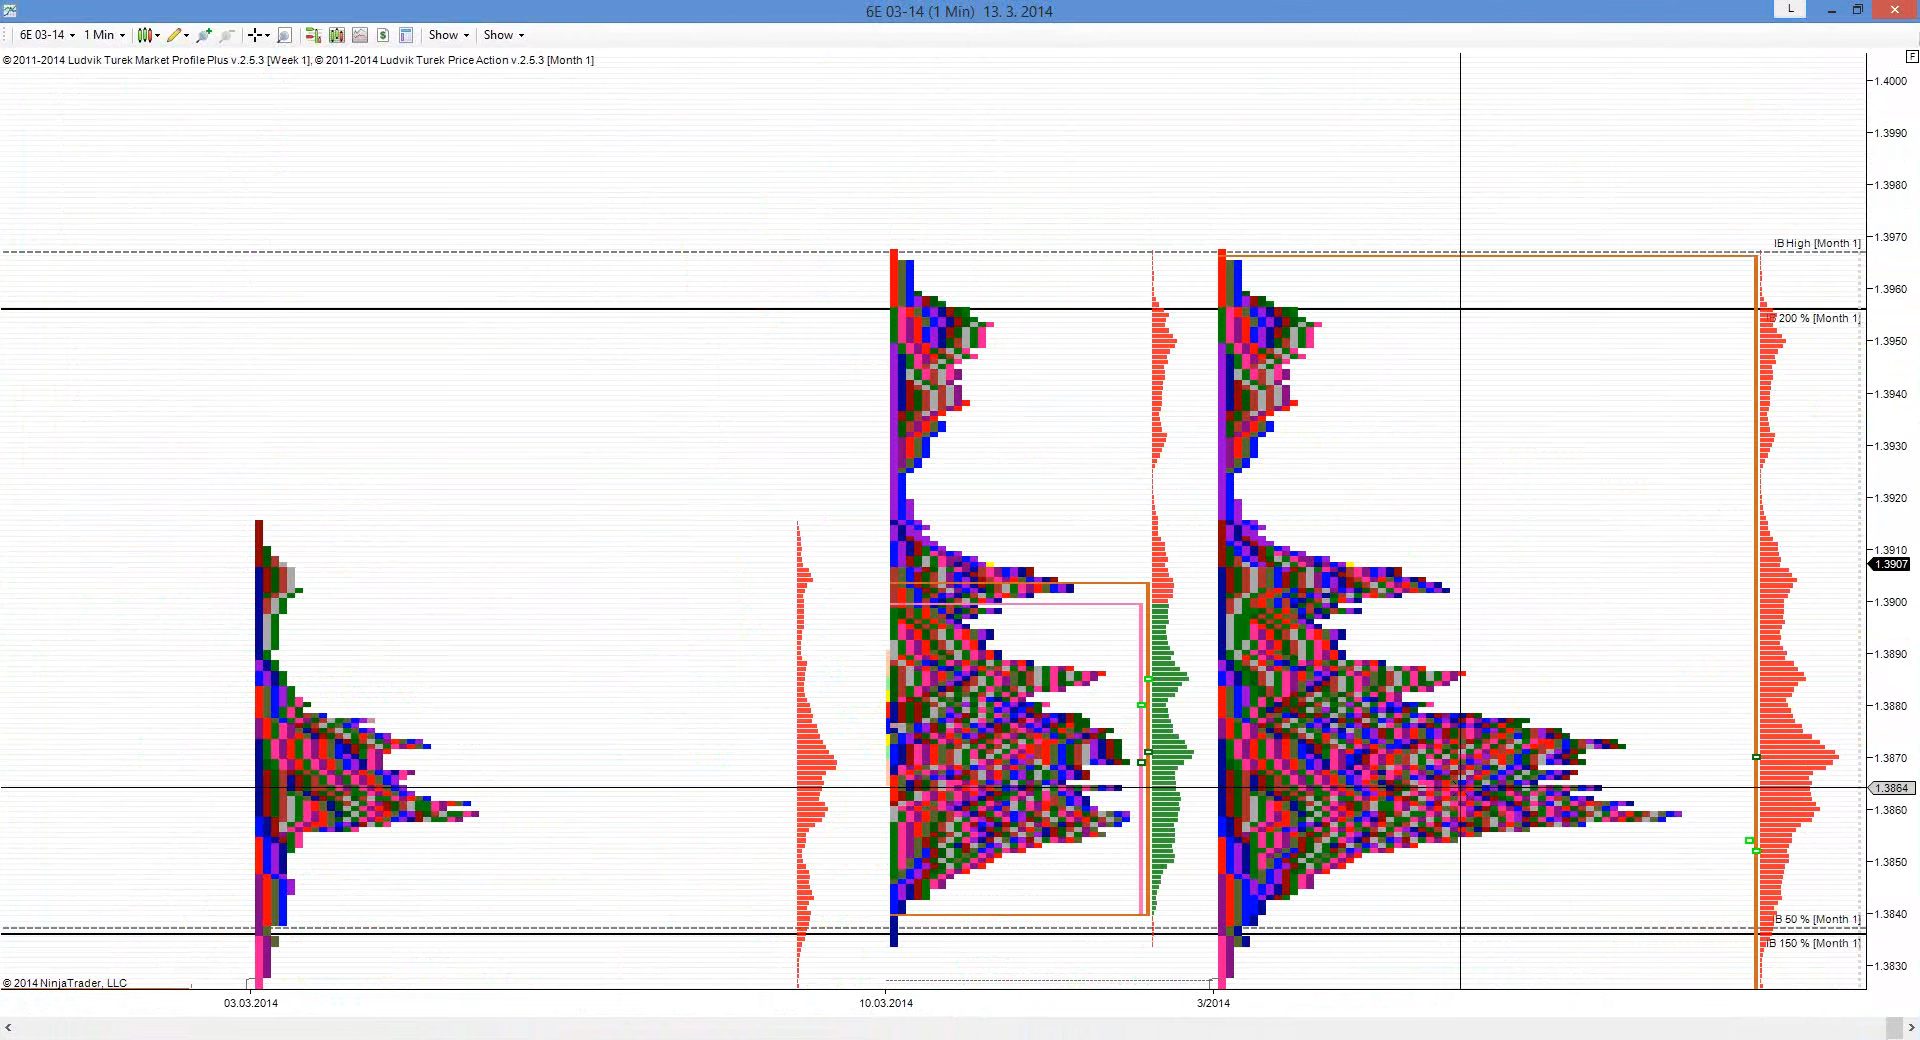 6E 03-14 (1 Min) 13. 3. 2014
L
6E 03-14 1 Min Show Show
©2011-2014 Ludvik Turek Market Profile Plus v.2.5.3 [Week 1], © 2011-2014 Ludvik Turek Price Action v.2.5.3 [Month 1]
F
1.4000
1.3990
1.3980
1.3970
IB High [Month 1]
1.3960
200 % [Month 1]
1.3950
1.3940
1.3930
1.3920
1.3910
1.3907
1.3900
1.3890
1.3880
1.3870
1.3864
1.3860
1.3850
1.3840
IB 50 % [Month 1]
IB 150 % [Month 1]
1.3830
© 2014 NinjaTrader, LLC
03.03.2014
10.03.2014
3/2014